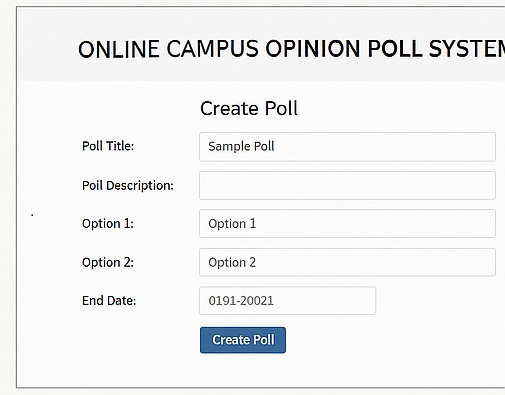 ONLINE CAMPUS OPINION POLL SYSTEM
Create Poll
Poll Title: Sample Poll
Poll Description:
Option 1: Option 1
Option 2: Option 2
End Date: 0191-20021
Create Poll